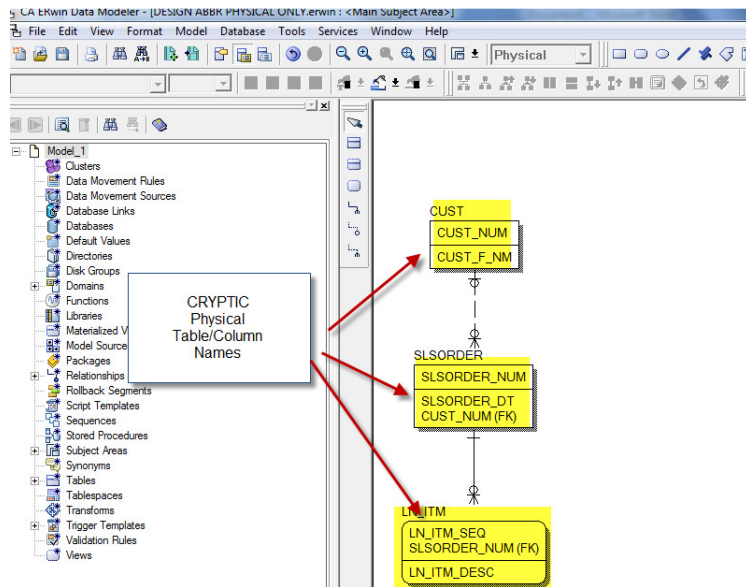 CA ERwin Data Modeler - [DESIGN ABBR PHYSICAL ONLY.erwin : <Main Subject Area>]
File Edit View Format Model Database Tools Services Window Help
Physical
Model_1
Clusters
Data Movement Rules
Data Movement Sources
Database Links
Databases
Default Values
Directories
Disk Groups
Domains
Functions
Libraries
Materialized V
Model Source
Packages
Relationships
Rollback Segments
Script Templates
Sequences
Stored Procedures
Subject Areas
Synonyms
Tables
Tablespaces
Transforms
Trigger Templates
Validation Rules
Views
CRYPTIC
Physical
Table/Column
Names
CUST
CUST_NUM
CUST_F_NM
SLSORDER
SLSORDER_NUM
SLSORDER_DT
CUST_NUM (FK)
LN_ITM
LN_ITM_SEQ
SLSORDER_NUM (FK)
LN_ITM_DESC